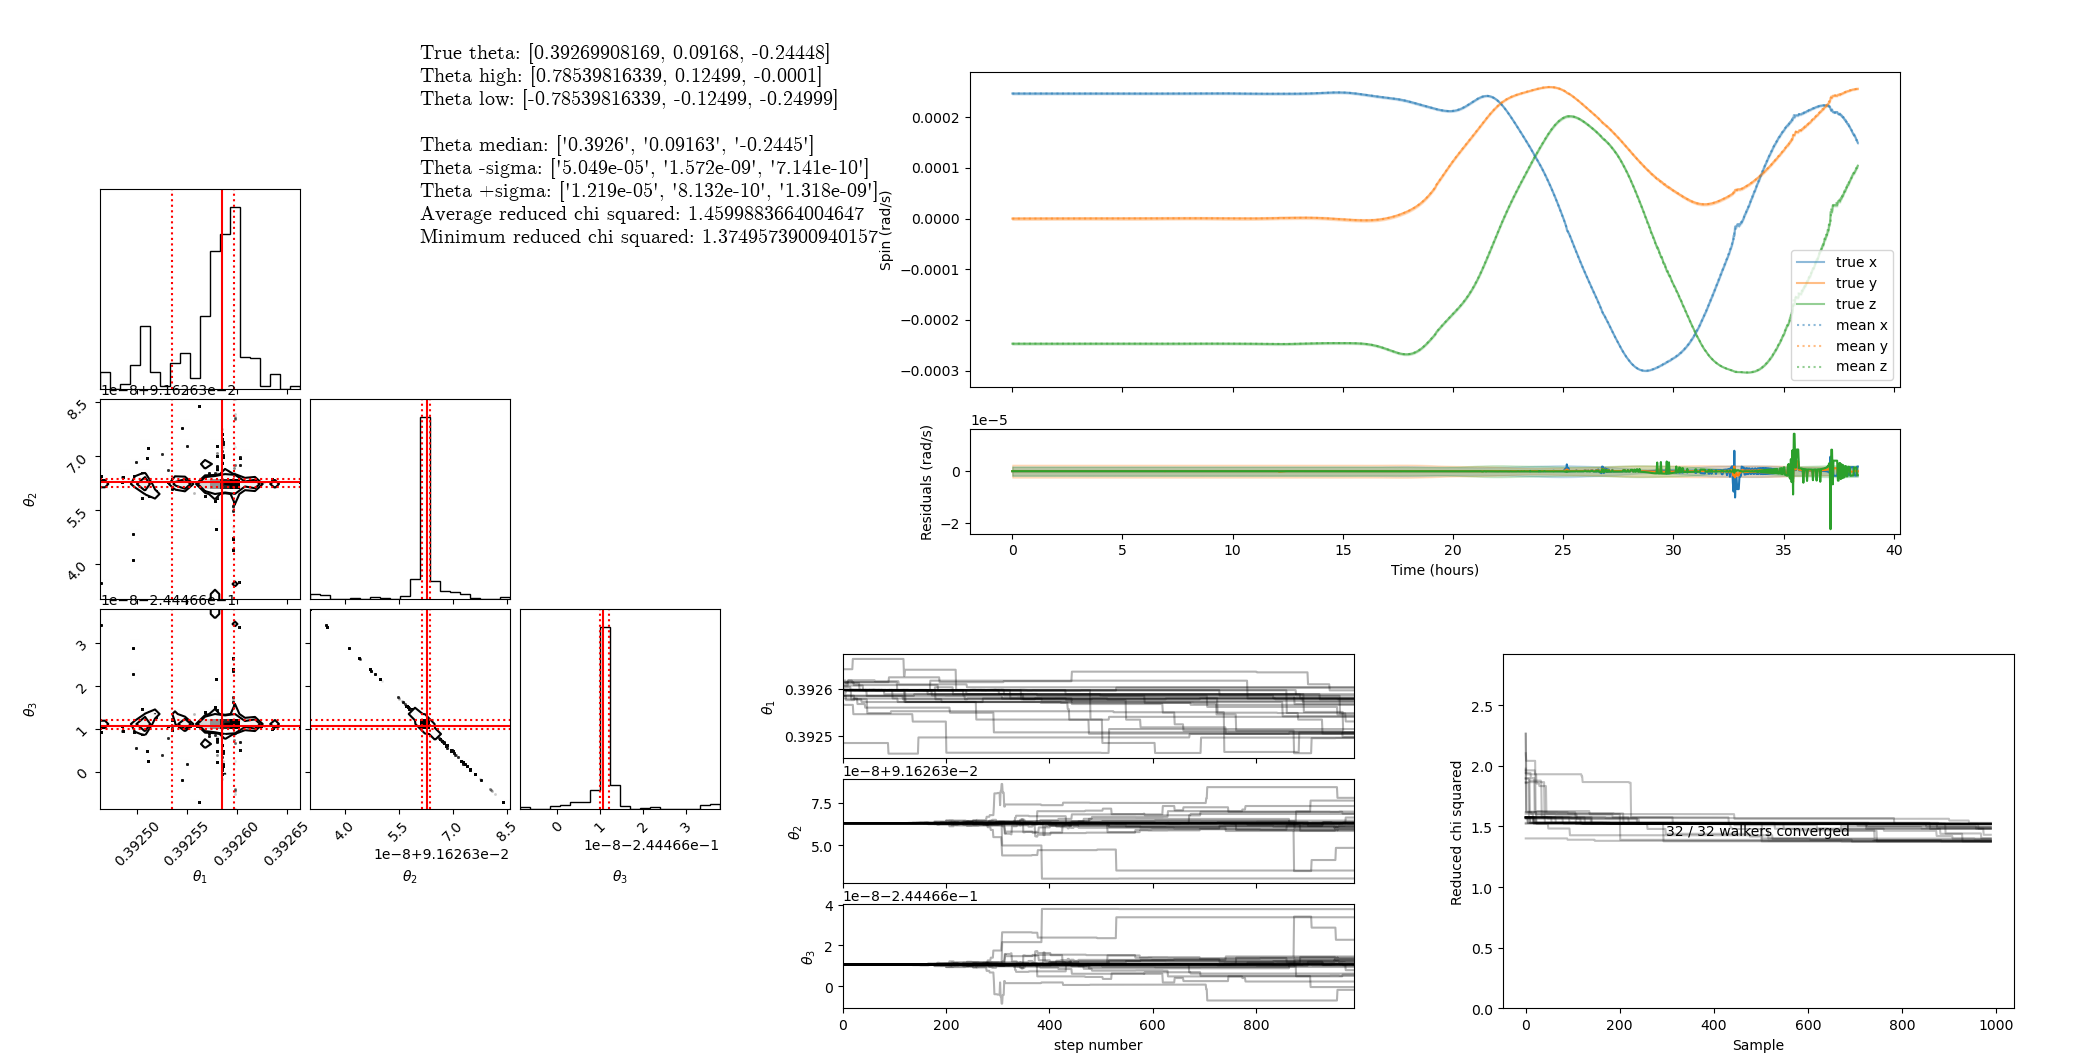 True theta: [0.39269908169, 0.09168, -0.24448]
Theta high: [0.78539816339, 0.12499, -0.0001]
Theta low: [-0.78539816339, -0.12499, -0.24999]
Theta median: ['0.3926', '0.09163', '-0.2445']
Theta -sigma: ['5.049e-05', '1.572e-09', '7.141e-10']
Theta +sigma: ['1.219e-05', '8.132e-10', '1.318e-09']
Average reduced chi squared: 1.4599883664004647
Minimum reduced chi squared: 1.3749573900940157
1e−8+9.16263e−2
8.5
7.0
5.5
4.0
θ2
1e−8−2.44466e−1
3
2
1
0
θ3
0.39250
0.39255
0.39260
0.39265
θ1
4.0
5.5
7.0
8.5
1e−8+9.16263e−2
θ2
0
1
2
3
1e−8−2.44466e−1
θ3
Spin (rad/s)
0.0002
0.0001
0.0000
−0.0001
−0.0002
−0.0003
true x
true y
true z
mean x
mean y
mean z
1e−5
Residuals (rad/s)
0
−2
0 5 10 15 20 25 30 35 40
Time (hours)
θ1
0.3926
0.3925
1e−8+9.16263e−2
θ2
7.5
5.0
1e−8−2.44466e−1
θ3
4
2
0
0 200 400 600 800
step number
Reduced chi squared
2.5
2.0
1.5
1.0
0.5
0.0
32 / 32 walkers converged
0 200 400 600 800 1000
Sample